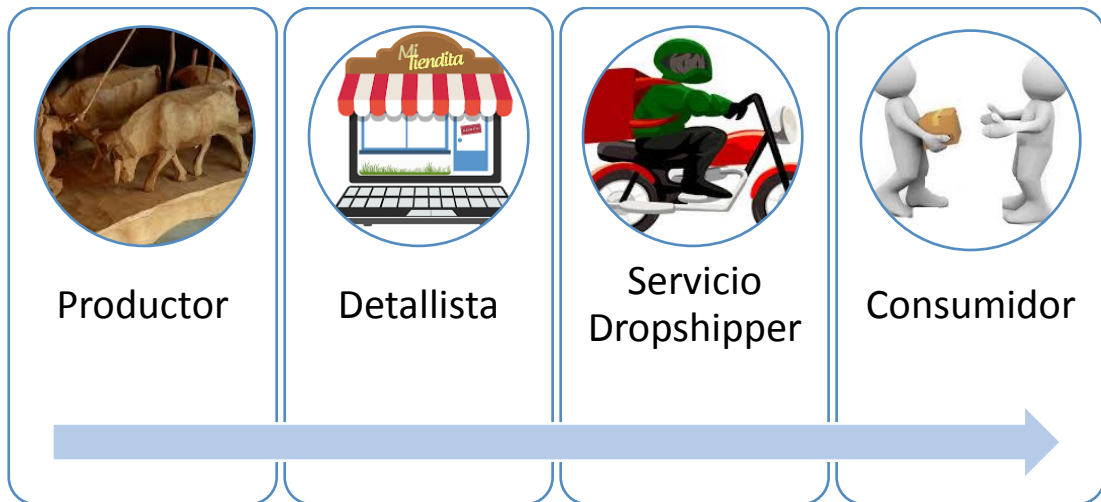 Mi
Tiendita
Productor
Detallista
Servicio
Dropshipper
Consumidor